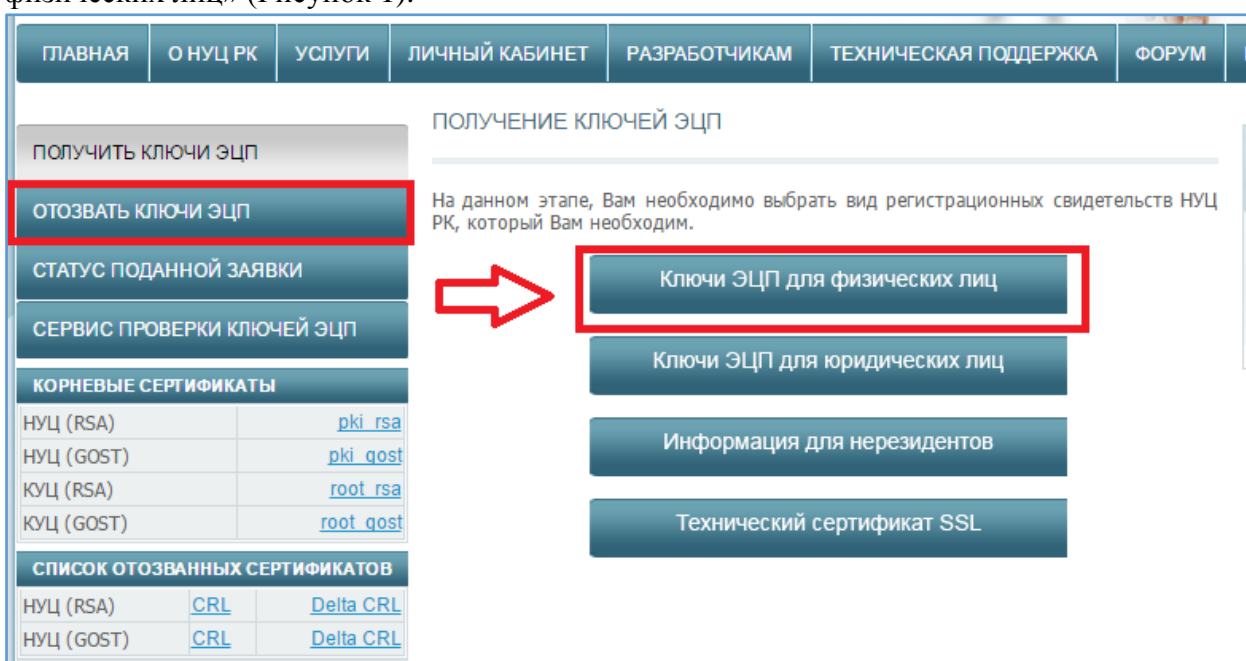 физических лиц» (Рисунок 1).
ГЛАВНАЯ О НУЦ РК УСЛУГИ ЛИЧНЫЙ КАБИНЕТ РАЗРАБОТЧИКАМ ТЕХНИЧЕСКАЯ ПОДДЕРЖКА ФОРУМ
ПОЛУЧИТЬ КЛЮЧИ ЭЦП
ОТОЗВАТЬ КЛЮЧИ ЭЦП
СТАТУС ПОДАННОЙ ЗАЯВКИ
СЕРВИС ПРОВЕРКИ КЛЮЧЕЙ ЭЦП
КОРНЕВЫЕ СЕРТИФИКАТЫ
НУЦ (RSA) pki_rsa
НУЦ (GOST) pki_gost
КУЦ (RSA) root_rsa
КУЦ (GOST) root_gost
СПИСОК ОТОЗВАННЫХ СЕРТИФИКАТОВ
НУЦ (RSA) CRL Delta CRL
НУЦ (GOST) CRL Delta CRL
ПОЛУЧЕНИЕ КЛЮЧЕЙ ЭЦП
На данном этапе, Вам необходимо выбрать вид регистрационных свидетельств НУЦ
РК, который Вам необходим.
Ключи ЭЦП для физических лиц
Ключи ЭЦП для юридических лиц
Информация для нерезидентов
Технический сертификат SSL